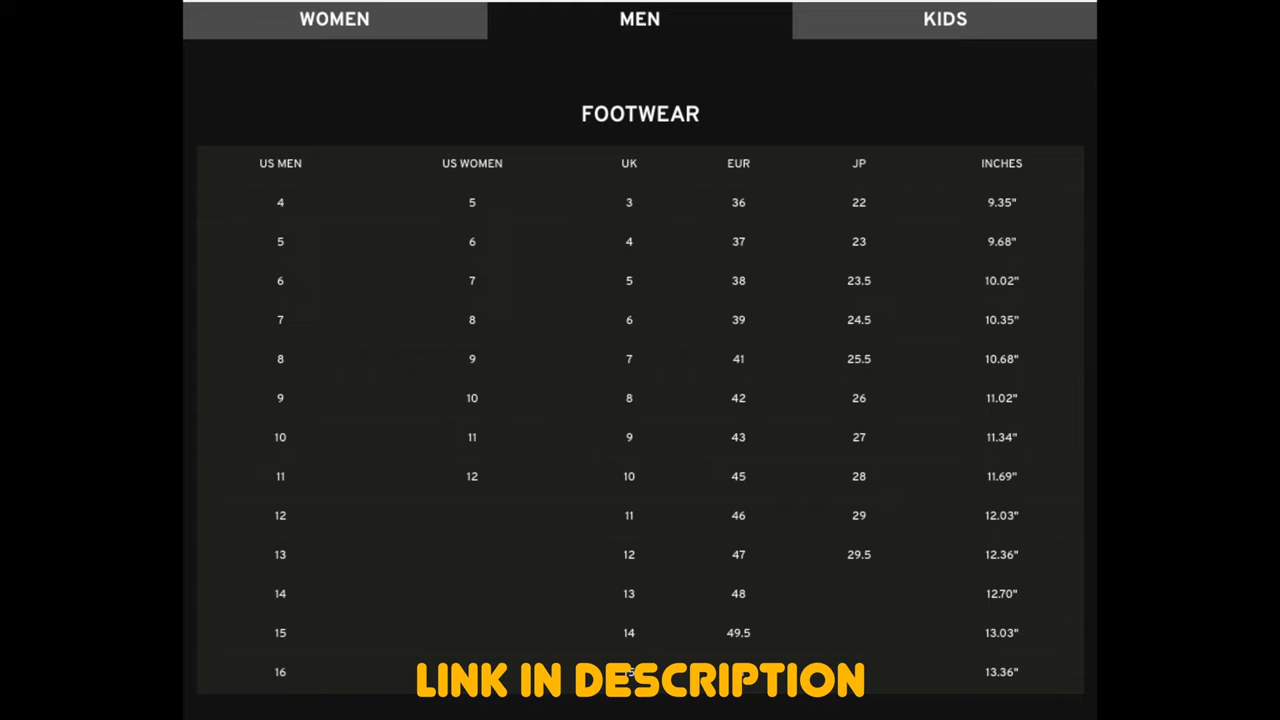 WOMEN MEN KIDS
FOOTWEAR
US MEN US WOMEN UK EUR JP INCHES
4 5 3 36 22 9.35"
5 6 4 37 23 9.68"
6 7 5 38 23.5 10.02"
7 8 6 39 24.5 10.35"
8 9 7 41 25.5 10.68"
9 10 8 42 26 11.02"
10 11 9 43 27 11.34"
11 12 10 45 28 11.69"
12 11 46 29 12.03"
13 12 47 29.5 12.36"
14 13 48 12.70"
15 14 49.5 13.03"
16 13.36"
LINK IN DESCRIPTION